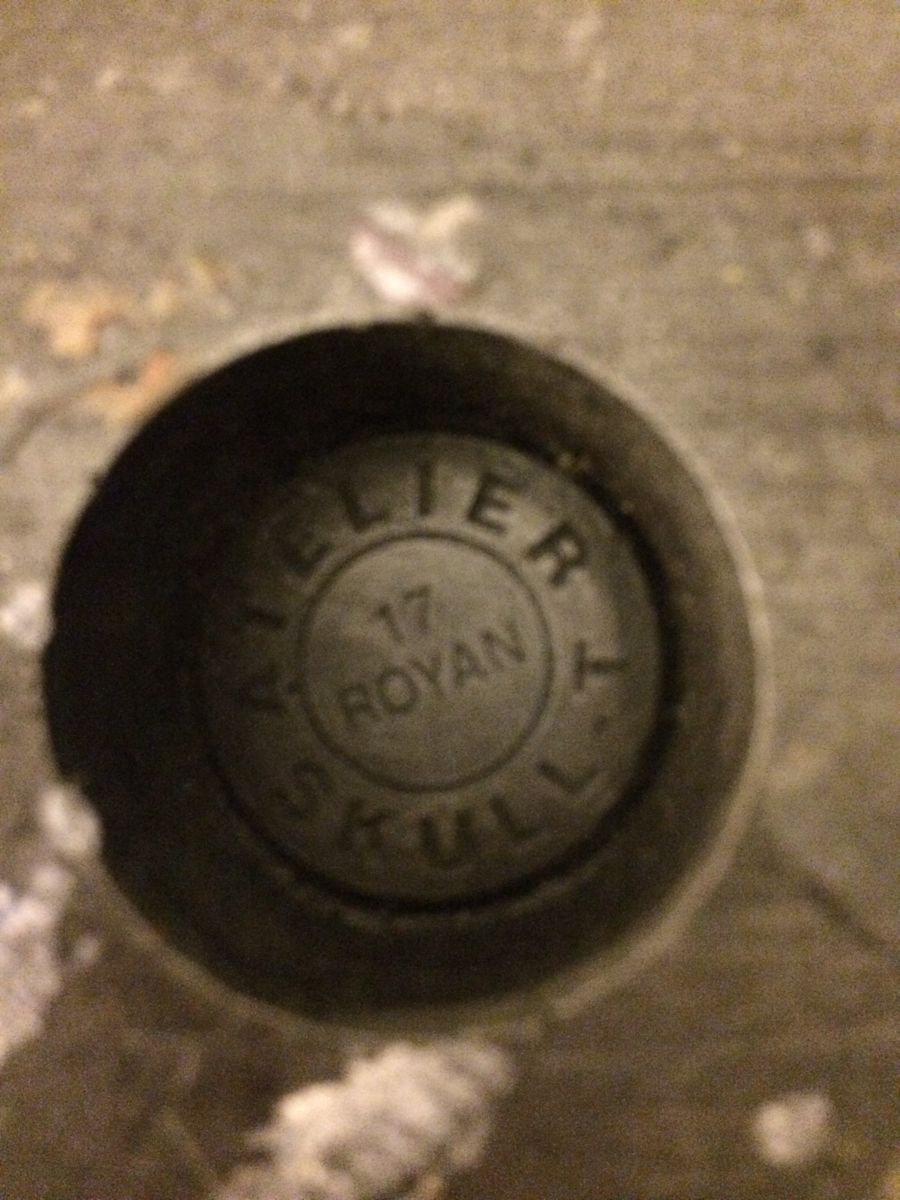 ATELIER
17
ROYAN
SKULL.T